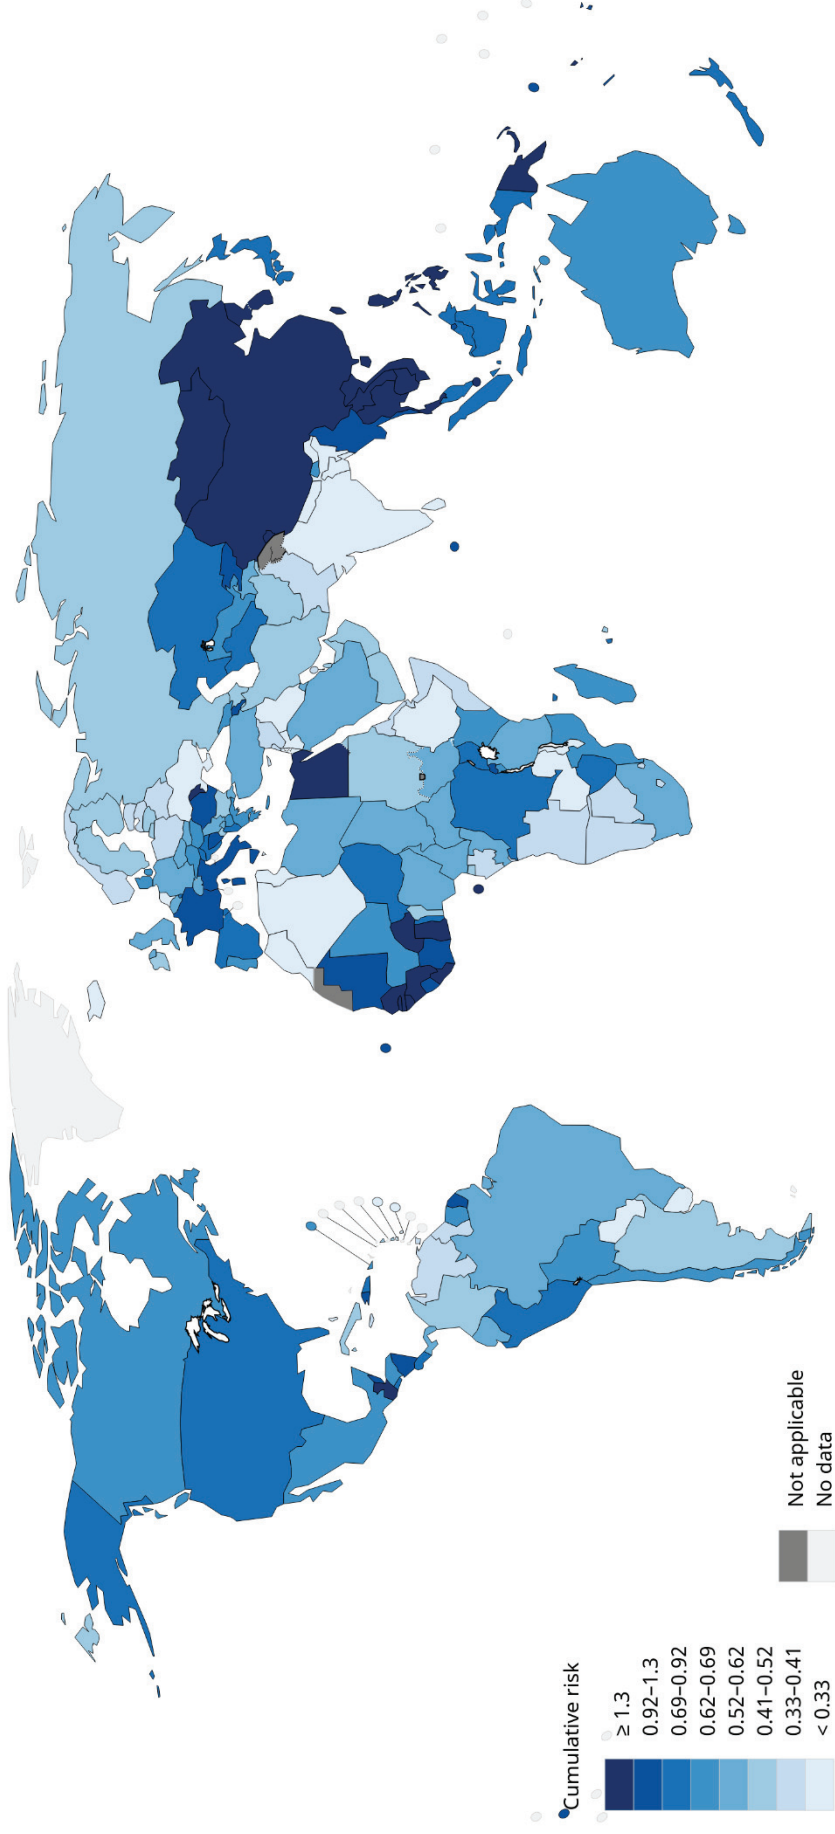 Cumulative risk
≥ 1.3
0.92–1.3
0.69–0.92
0.62–0.69
0.52–0.62
0.41–0.52
0.33–0.41
< 0.33
Not applicable
No data